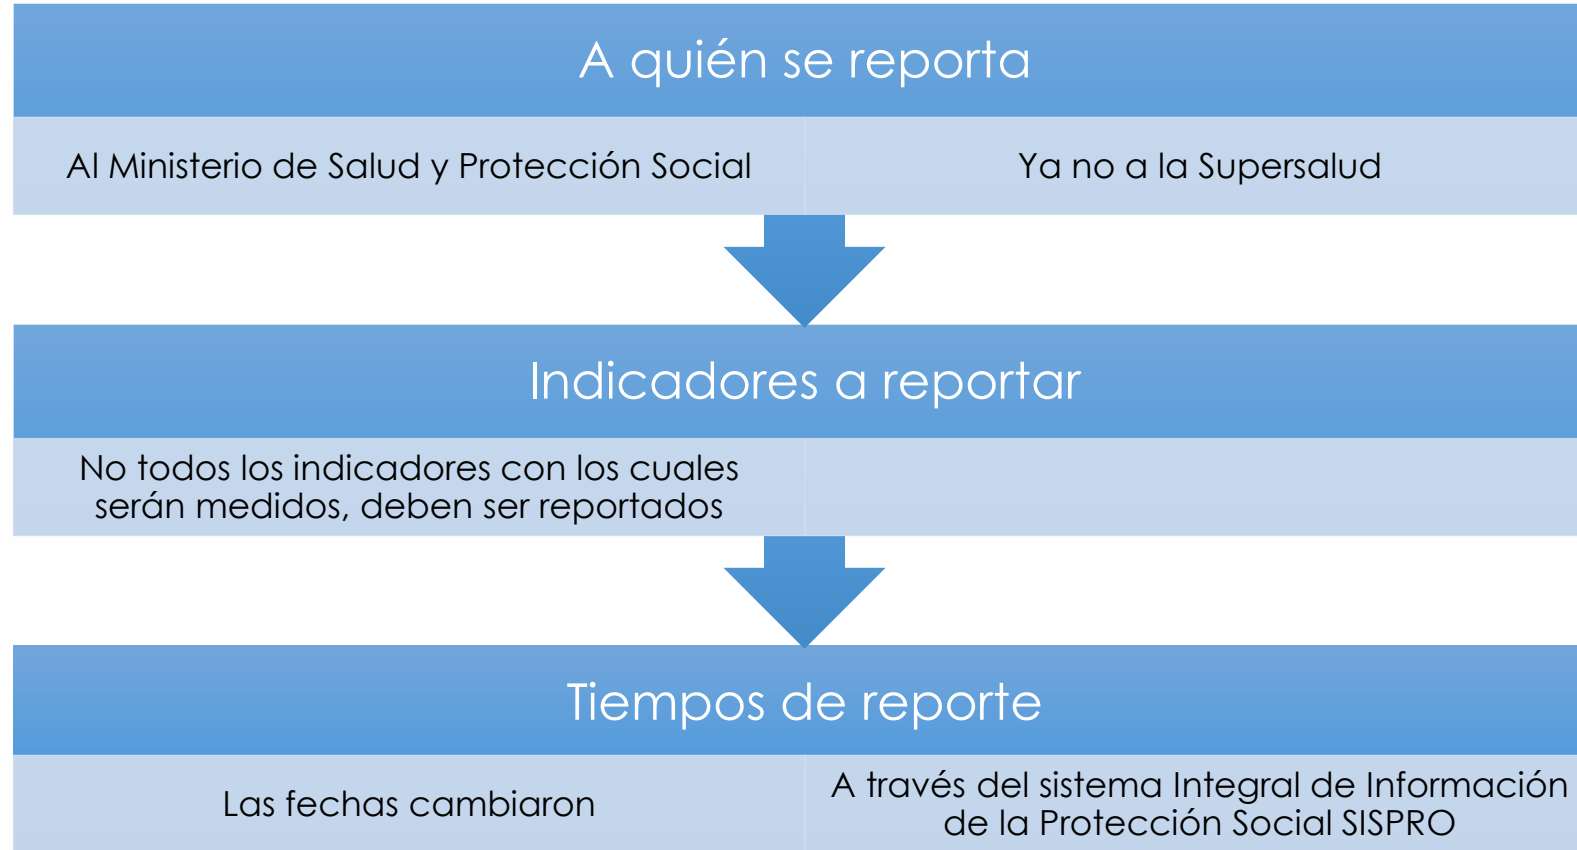 A quién se reporta
Al Ministerio de Salud y Protección Social
Ya no a la Supersalud
Indicadores a reportar
No todos los indicadores con los cuales
serán medidos, deben ser reportados
Tiempos de reporte
Las fechas cambiaron
A través del sistema Integral de Información
de la Protección Social SISPRO